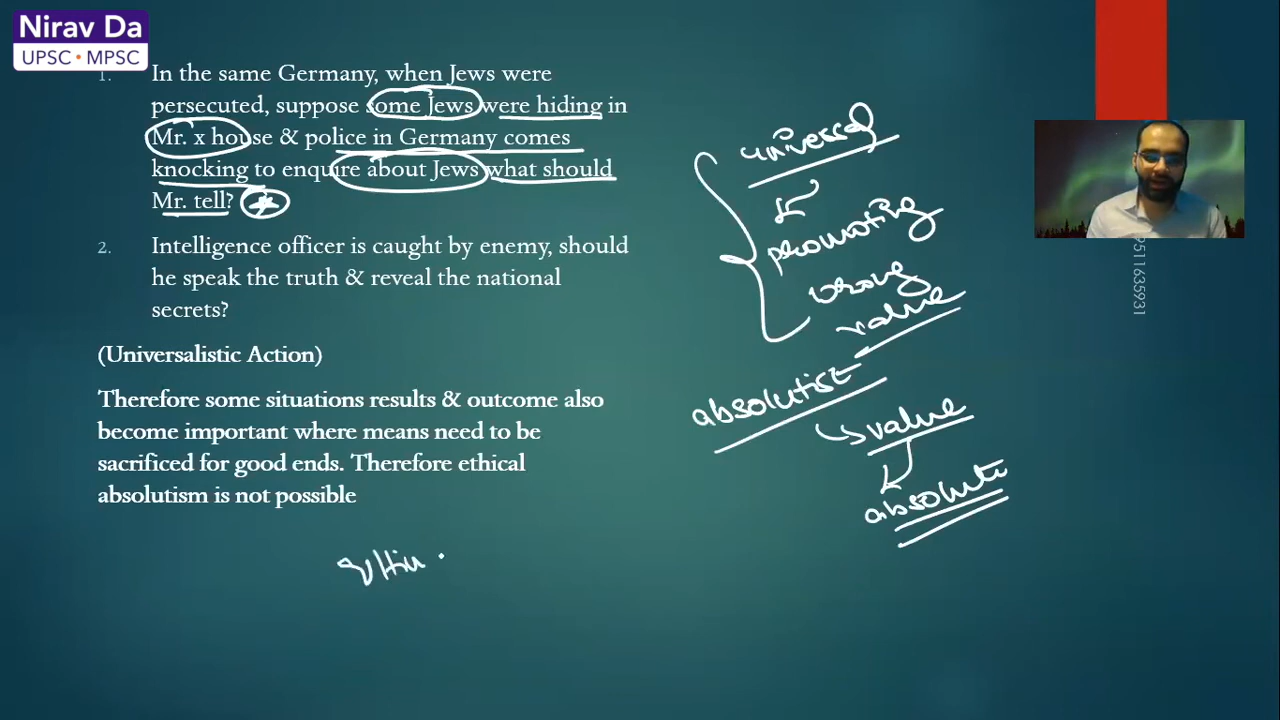 Nirav Da
UPSC • MPSC
1. In the same Germany, when Jews were
persecuted, suppose some Jews were hiding in
Mr. x house & police in Germany comes
knocking to enquire about Jews what should
Mr. tell?
2. Intelligence officer is caught by enemy, should
he speak the truth & reveal the national
secrets?
(Universalistic Action)
Therefore some situations results & outcome also
become important where means need to be
sacrificed for good ends. Therefore ethical
absolutism is not possible
universal
promoting
wrong
value
absolutist
value
absolute
9511635931